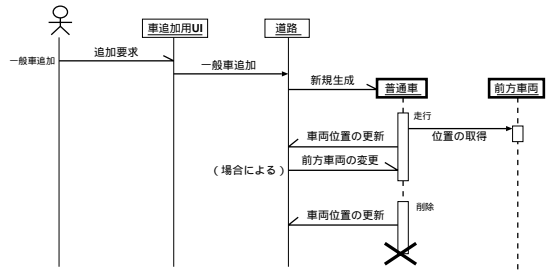 車追加用UI
道路
追加要求
一般車追加
一般車追加
新規生成
普通車
前方車両
走行
車両位置の更新
位置の取得
前方車両の変更
(場合による)
車両位置の更新
削除